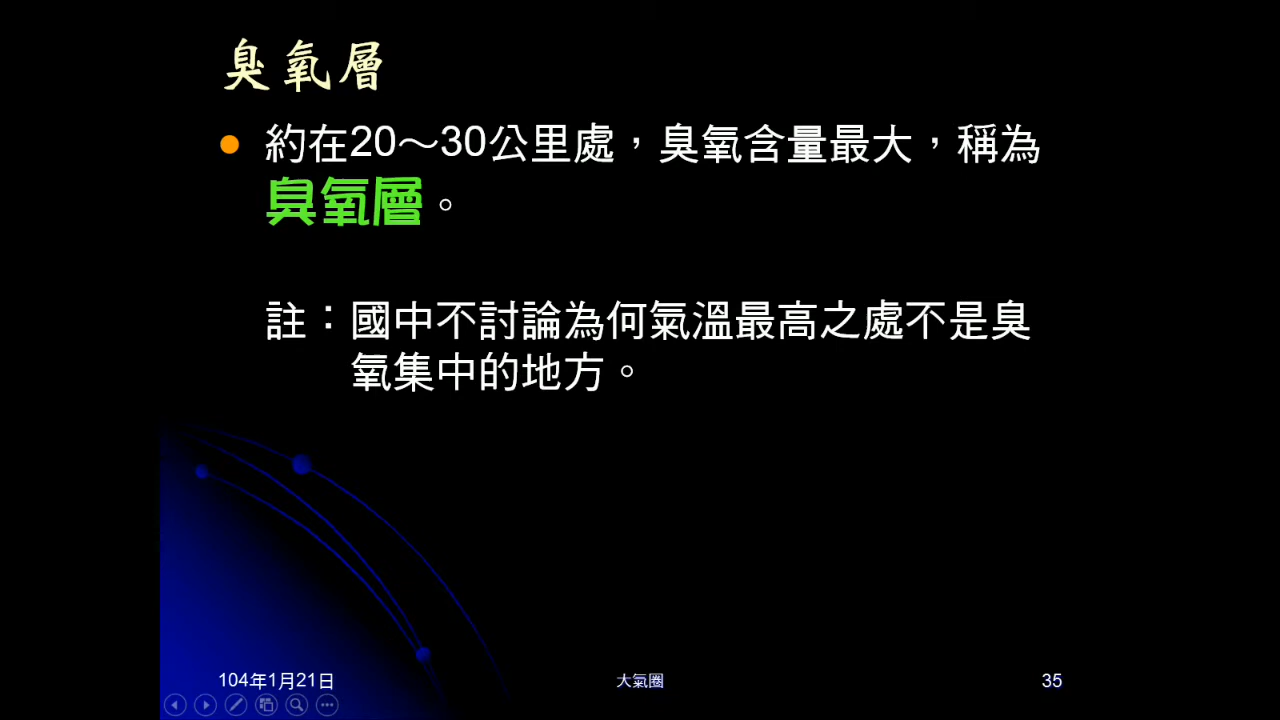 臭氧層
約在20～30公里處，臭氧含量最大，稱為
臭氧層。
註：國中不討論為何氣溫最高之處不是臭
氧集中的地方。
104年1月21日
大氣圈
35